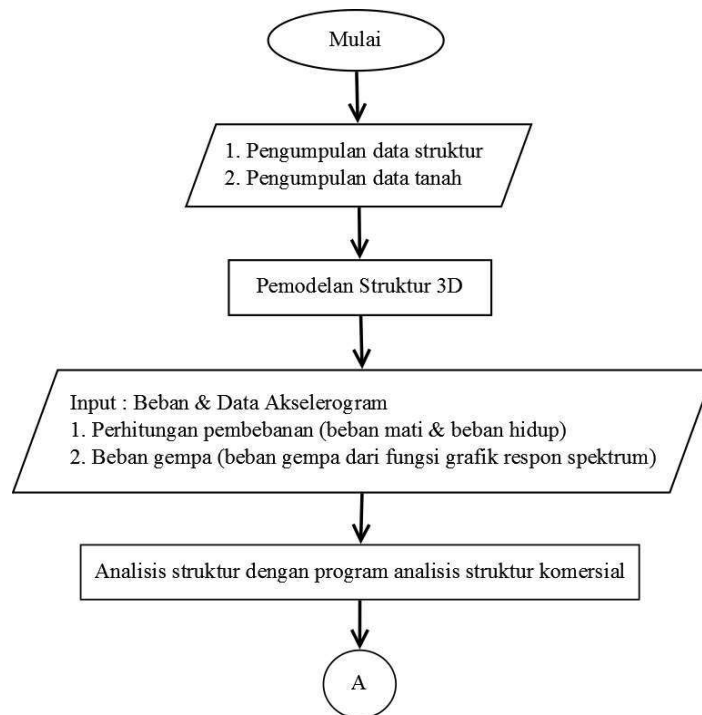 Mulai
1. Pengumpulan data struktur
2. Pengumpulan data tanah
Pemodelan Struktur 3D
Input : Beban & Data Akselerogram
1. Perhitungan pembebanan (beban mati & beban hidup)
2. Beban gempa (beban gempa dari fungsi grafik respon spektrum)
Analisis struktur dengan program analisis struktur komersial
A